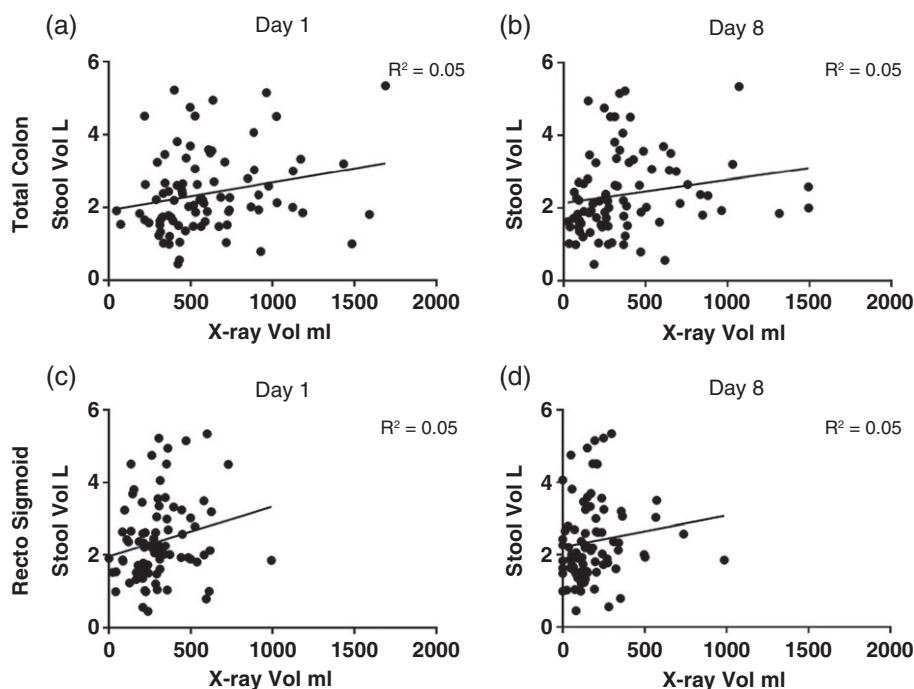 (a)
Day 1
R² = 0.05
Total Colon
Stool Vol L
6
4
2
0
0 500 1000 1500 2000
X-ray Vol ml
(b)
Day 8
R² = 0.05
Stool Vol L
6
4
2
0
0 500 1000 1500 2000
X-ray Vol ml
(c)
Day 1
R² = 0.05
Recto Sigmoid
Stool Vol L
6
4
2
0
0 500 1000 1500 2000
X-ray Vol ml
(d)
Day 8
R² = 0.05
Stool Vol L
6
4
2
0
0 500 1000 1500 2000
X-ray Vol ml